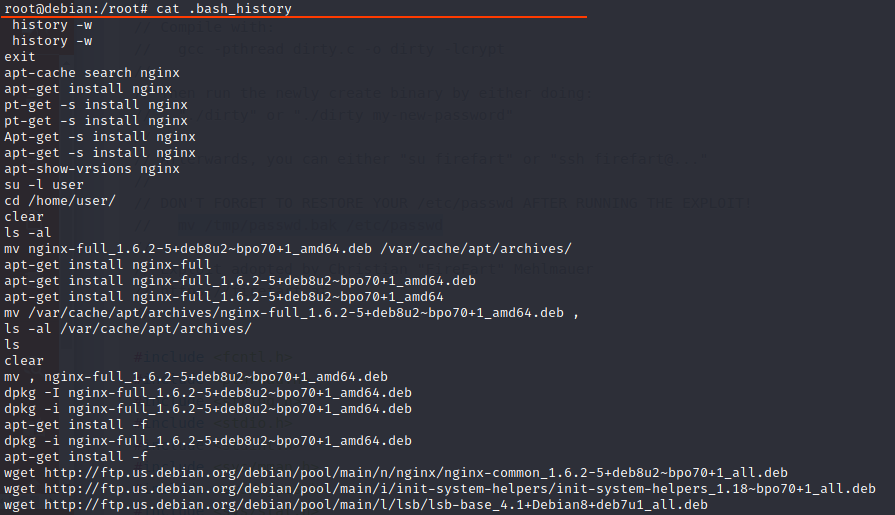 root@debian:/root# cat .bash_history
 history -w
 history -w
exit
apt-cache search nginx
apt-get install nginx
pt-get -s install nginx
pt-get -s install nginx
Apt-get -s install nginx
apt-get -s install nginx
apt-show-vrsions nginx
su -l user
cd /home/user/
clear
ls -al
mv nginx-full_1.6.2-5+deb8u2~bpo70+1_amd64.deb /var/cache/apt/archives/
apt-get install nginx-full
apt-get install nginx-full_1.6.2-5+deb8u2~bpo70+1_amd64.deb
apt-get install nginx-full_1.6.2-5+deb8u2~bpo70+1_amd64
mv /var/cache/apt/archives/nginx-full_1.6.2-5+deb8u2~bpo70+1_amd64.deb ,
ls -al /var/cache/apt/archives/
ls
clear
mv , nginx-full_1.6.2-5+deb8u2~bpo70+1_amd64.deb
dpkg -I nginx-full_1.6.2-5+deb8u2~bpo70+1_amd64.deb
dpkg -i nginx-full_1.6.2-5+deb8u2~bpo70+1_amd64.deb
apt-get install -f
dpkg -i nginx-full_1.6.2-5+deb8u2~bpo70+1_amd64.deb
apt-get install -f
wget http://ftp.us.debian.org/debian/pool/main/n/nginx/nginx-common_1.6.2-5+deb8u2~bpo70+1_all.deb
wget http://ftp.us.debian.org/debian/pool/main/i/init-system-helpers/init-system-helpers_1.18~bpo70+1_all.deb
wget http://ftp.us.debian.org/debian/pool/main/l/lsb/lsb-base_4.1+Debian8+deb7u1_all.deb